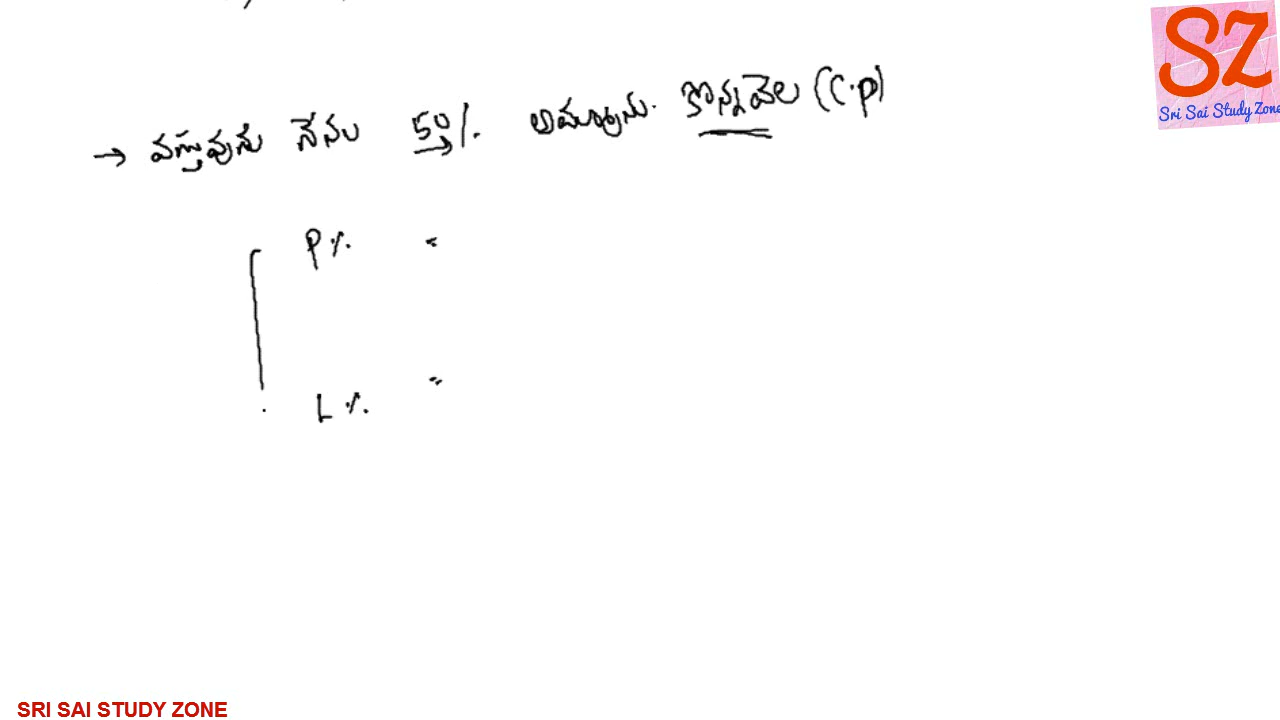 SZ
Sri Sai Study Zone
→ వస్తువును నేను 50% అమ్మాను. కొన్నవెల (C.P)
P% =
L% =
SRI SAI STUDY ZONE